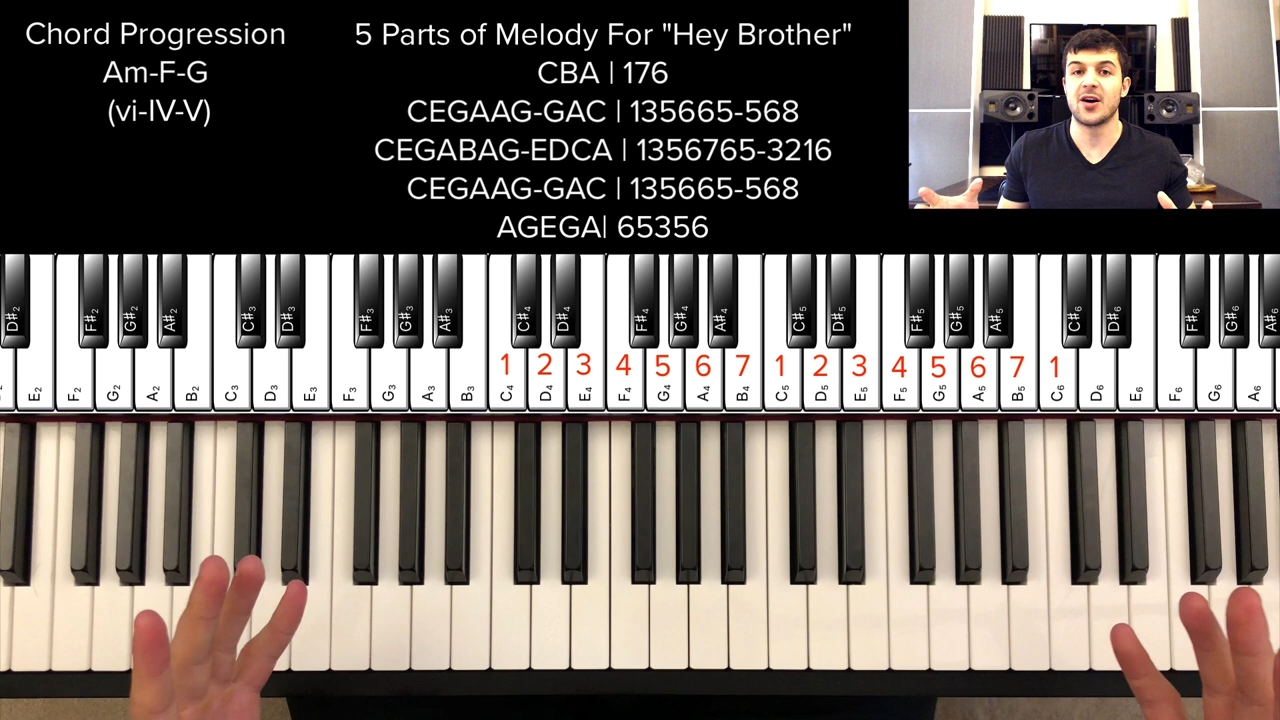 Chord Progression
Am-F-G
(vi-IV-V)
5 Parts of Melody For "Hey Brother"
CBA | 176
CEGAAG-GAC | 135665-568
CEGABAG-EDCA | 1356765-3216
CEGAAG-GAC | 135665-568
AGEGA| 65356
D#2 F#2 G#2 A#2 C#3 D#3 F#3 G#3 A#3 C#4 D#4 F#4 G#4 A#4 C#5 D#5 F#5 G#5 A#5 C#6 D#6 F#6 G#6 A#6
1 2 3 4 5 6 7 1 2 3 4 5 6 7 1
E2 F2 G2 A2 B2 C3 D3 E3 F3 G3 A3 B3 C4 D4 E4 F4 G4 A4 B4 C5 D5 E5 F5 G5 A5 B5 C6 D6 E6 F6 G6 A6